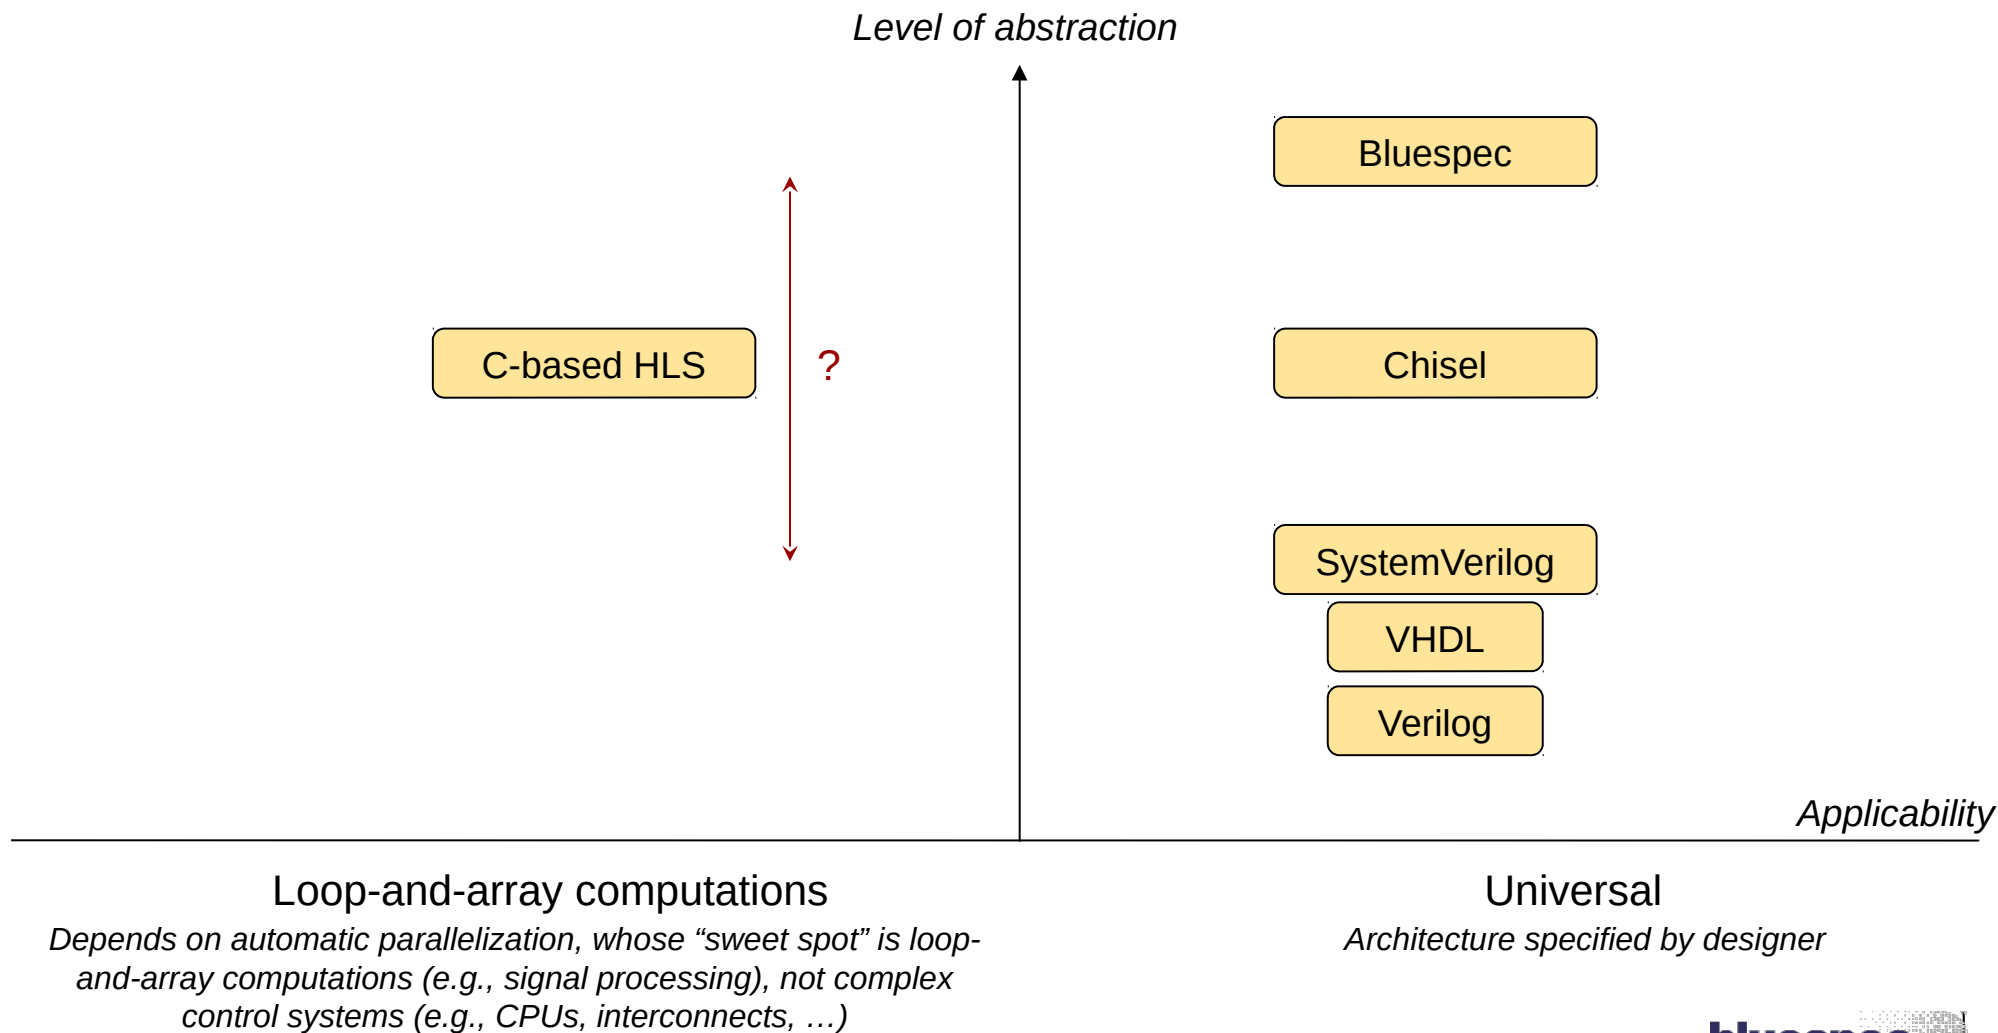 Level of abstraction
Bluespec
C-based HLS
?
Chisel
SystemVerilog
VHDL
Verilog
Applicability
Loop-and-array computations
Depends on automatic parallelization, whose “sweet spot” is loop-
and-array computations (e.g., signal processing), not complex
control systems (e.g., CPUs, interconnects, …)
Universal
Architecture specified by designer